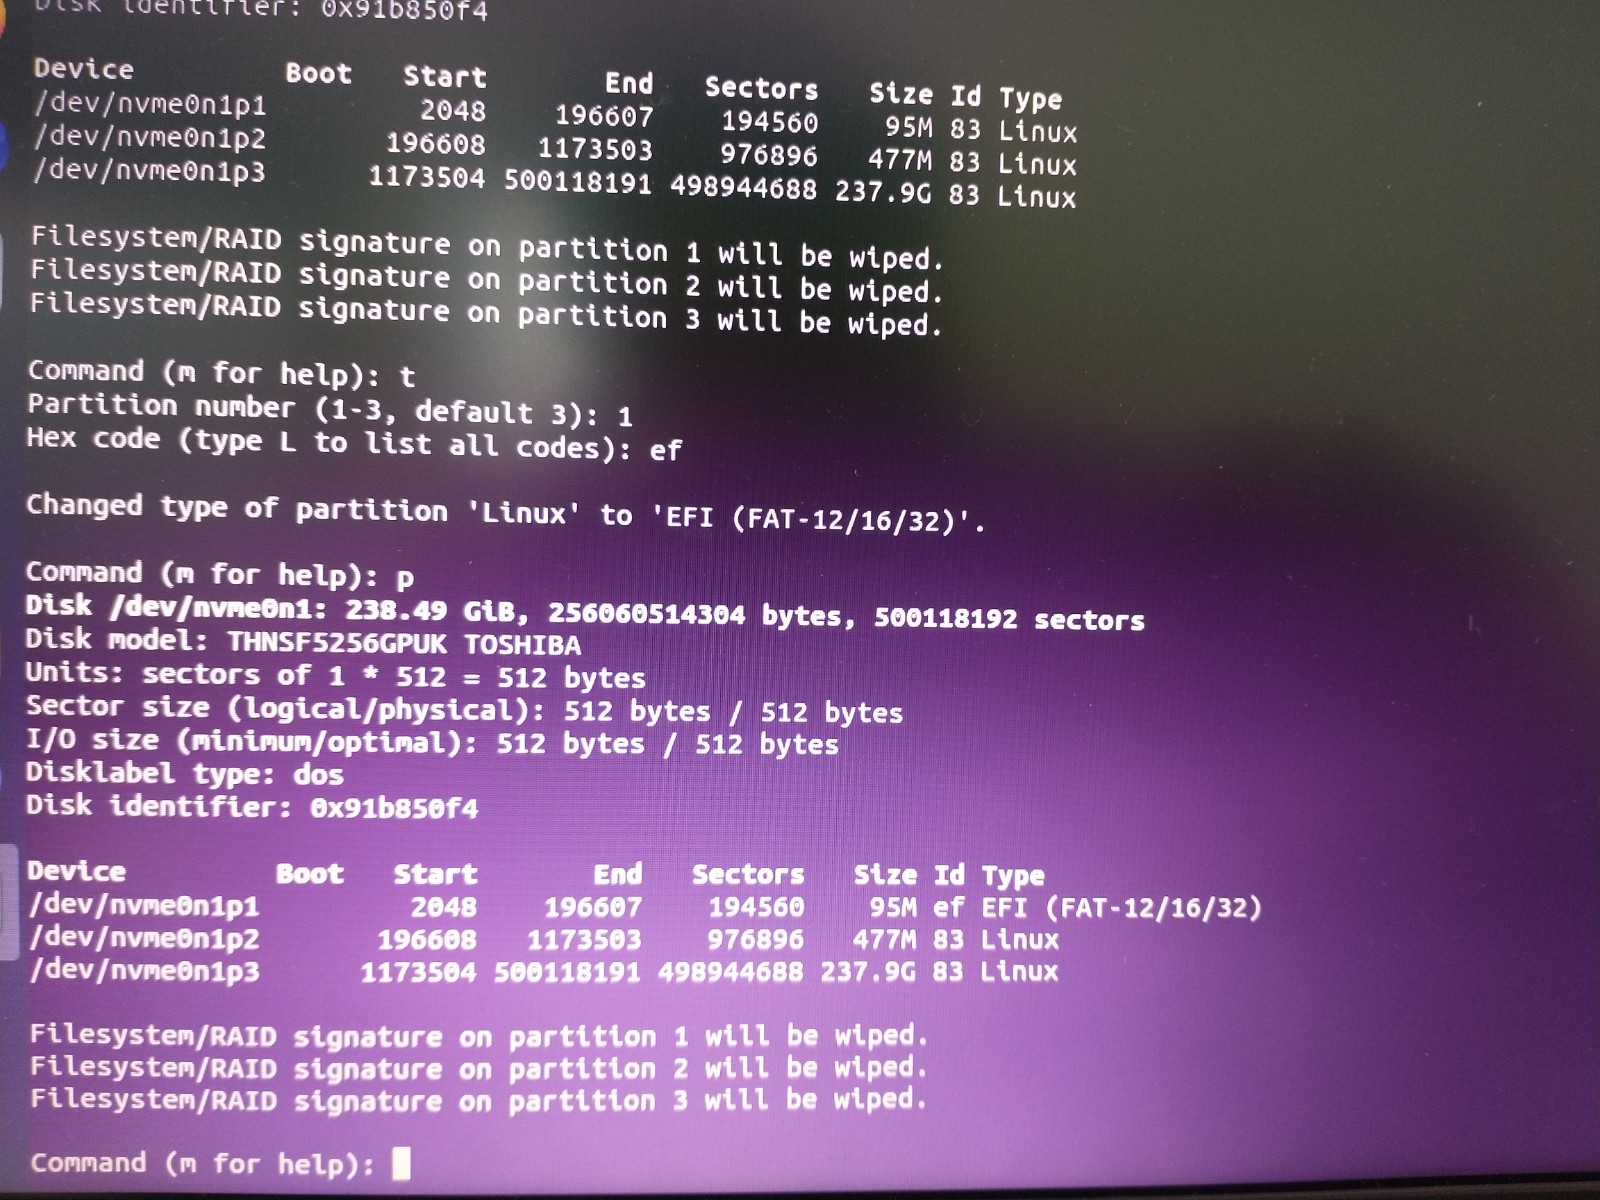 Disk identifier: 0x91b850f4
Device Boot Start End Sectors Size Id Type
/dev/nvme0n1p1 2048 196607 194560 95M 83 Linux
/dev/nvme0n1p2 196608 1173503 976896 477M 83 Linux
/dev/nvme0n1p3 1173504 500118191 498944688 237.9G 83 Linux
Filesystem/RAID signature on partition 1 will be wiped.
Filesystem/RAID signature on partition 2 will be wiped.
Filesystem/RAID signature on partition 3 will be wiped.
Command (m for help): t
Partition number (1-3, default 3): 1
Hex code (type L to list all codes): ef
Changed type of partition 'Linux' to 'EFI (FAT-12/16/32)'.
Command (m for help): p
Disk /dev/nvme0n1: 238.49 GiB, 256060514304 bytes, 500118192 sectors
Disk model: THNSF5256GPUK TOSHIBA
Units: sectors of 1 * 512 = 512 bytes
Sector size (logical/physical): 512 bytes / 512 bytes
I/O size (minimum/optimal): 512 bytes / 512 bytes
Disklabel type: dos
Disk identifier: 0x91b850f4
Device Boot Start End Sectors Size Id Type
/dev/nvme0n1p1 2048 196607 194560 95M ef EFI (FAT-12/16/32)
/dev/nvme0n1p2 196608 1173503 976896 477M 83 Linux
/dev/nvme0n1p3 1173504 500118191 498944688 237.9G 83 Linux
Filesystem/RAID signature on partition 1 will be wiped.
Filesystem/RAID signature on partition 2 will be wiped.
Filesystem/RAID signature on partition 3 will be wiped.
Command (m for help):